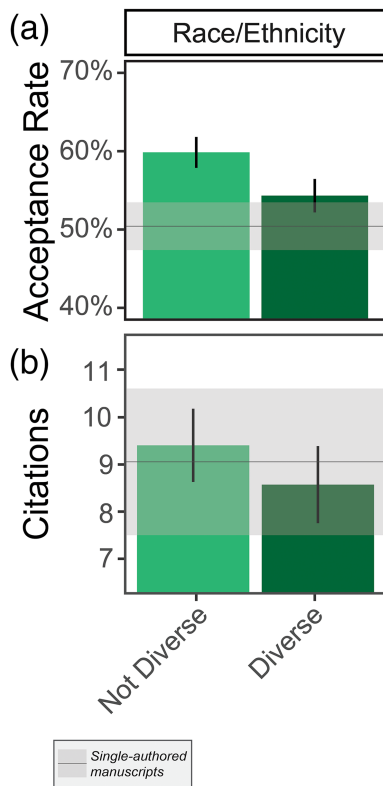 (a)
Race/Ethnicity
Acceptance Rate
70%
60%
50%
40%
(b)
Citations
11
10
9
8
7
Not Diverse
Diverse
Single-authored
manuscripts